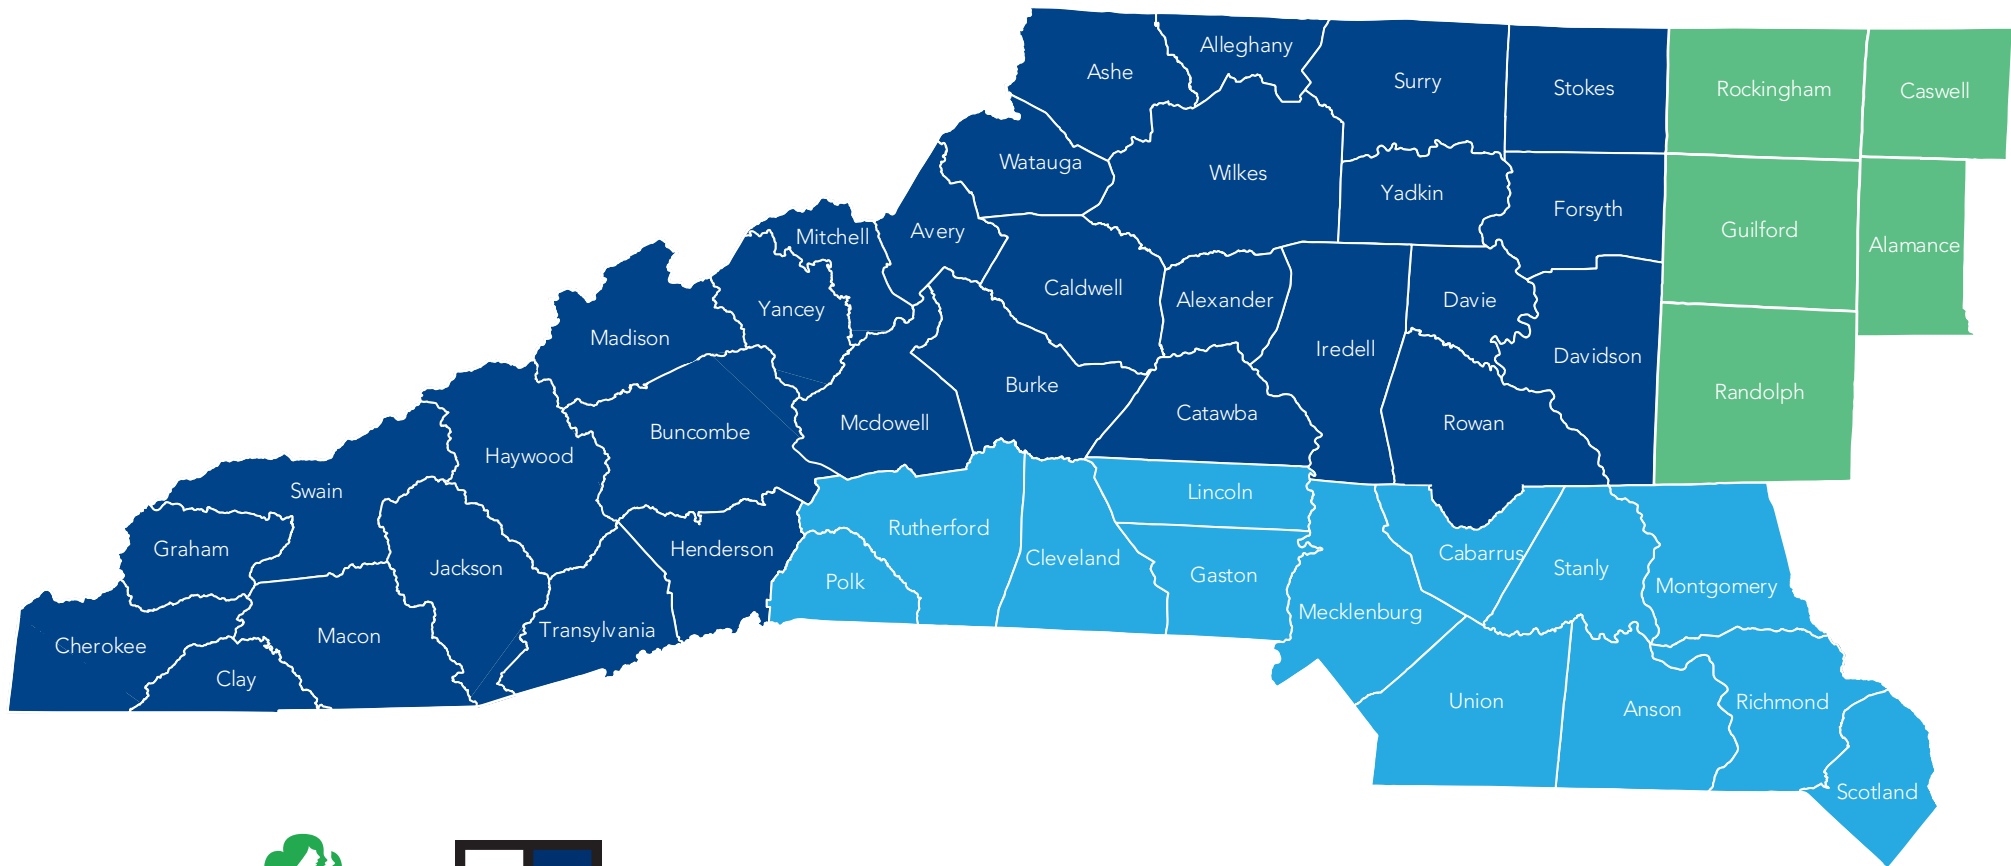 Alleghany
Ashe
Surry
Stokes
Rockingham
Caswell
Watauga
Wilkes
Yadkin
Forsyth
Guilford
Alamance
Mitchell
Avery
Caldwell
Alexander
Davie
Yancey
Madison
Iredell
Davidson
Randolph
Burke
Catawba
Rowan
Mcdowell
Buncombe
Haywood
Swain
Lincoln
Rutherford
Graham
Henderson
Cleveland
Cabarrus
Jackson
Stanly
Gaston
Polk
Montgomery
Mecklenburg
Transylvania
Macon
Cherokee
Clay
Union
Anson
Richmond
Scotland